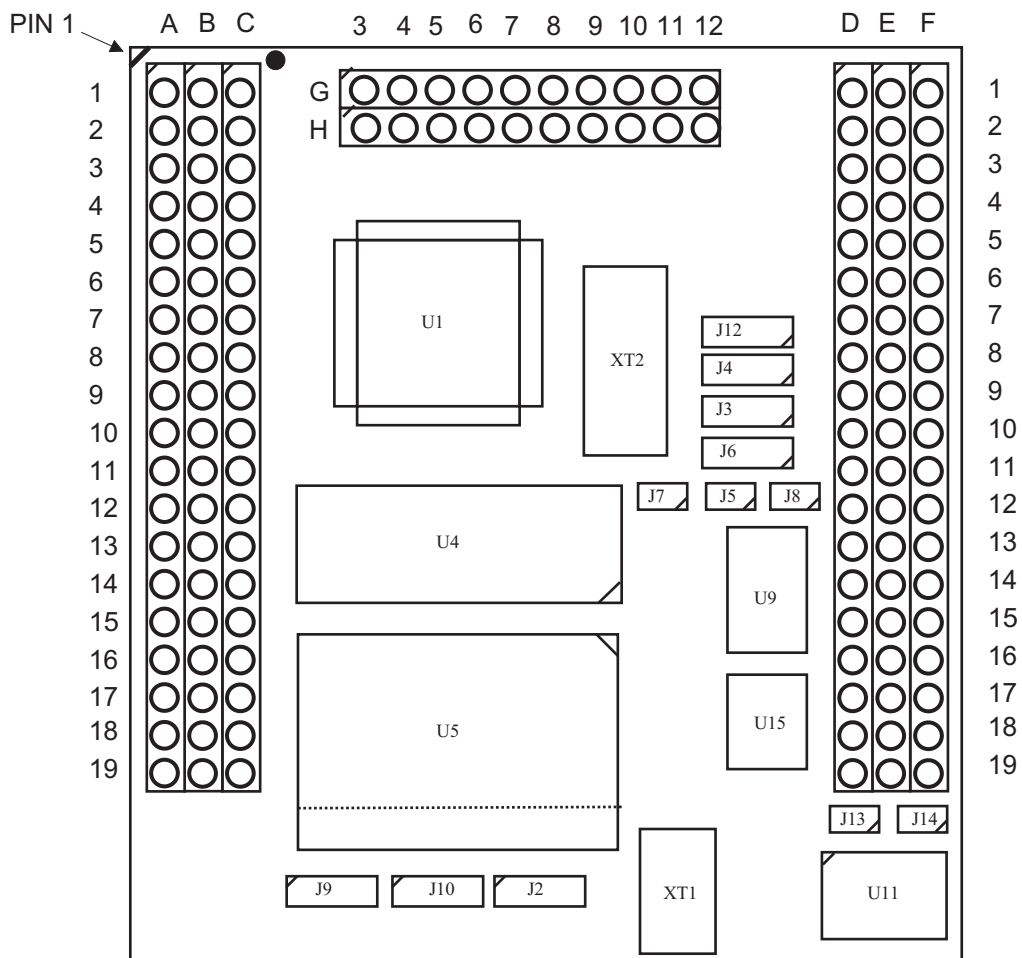 PIN 1 A B C 3 4 5 6 7 8 9 10 11 12 D E F
1 G 1
2 H 2
3 3
4 4
5 5
6 6
7 U1 J12 7
8 XT2 J4 8
9 J3 9
10 J6 10
11 11
12 J7 J5 J8 12
13 U4 13
14 U9 14
15 15
16 16
17 17
18 U5 U15 18
19 19
J13 J14
J9 J10 J2 XT1 U11